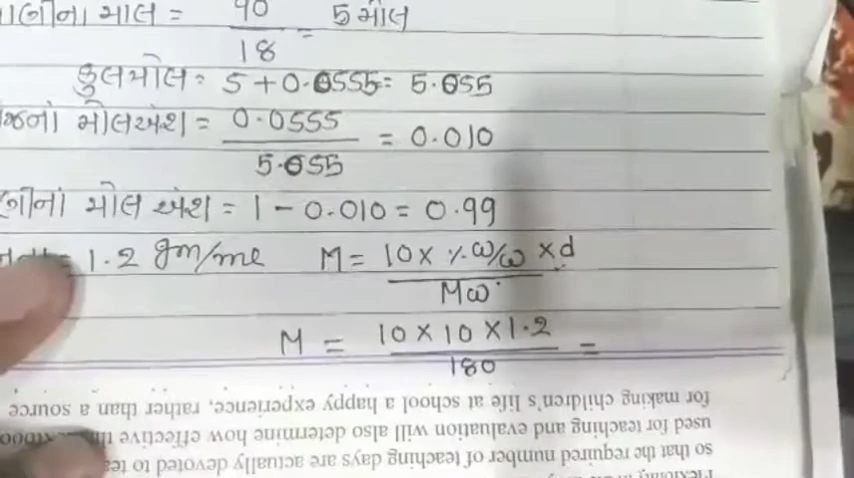 ણીના મોલ = 90/18 = 5 મોલ
કુલમોલ = 5 + 0.0555 = 5.055
મોલઅંશ = 0.0555/5.055 = 0.010
મોલ અંશ = 1 - 0.010 = 0.99
= 1.2 gm/ml M = 10 x %w/w x d / Mw
M = 10 x 10 x 1.2 / 180 =
for making children's life at school a happy experience, rather than a source
used for teaching and evaluation will also determine how effective
so that the required number of teaching days are actually devoted to